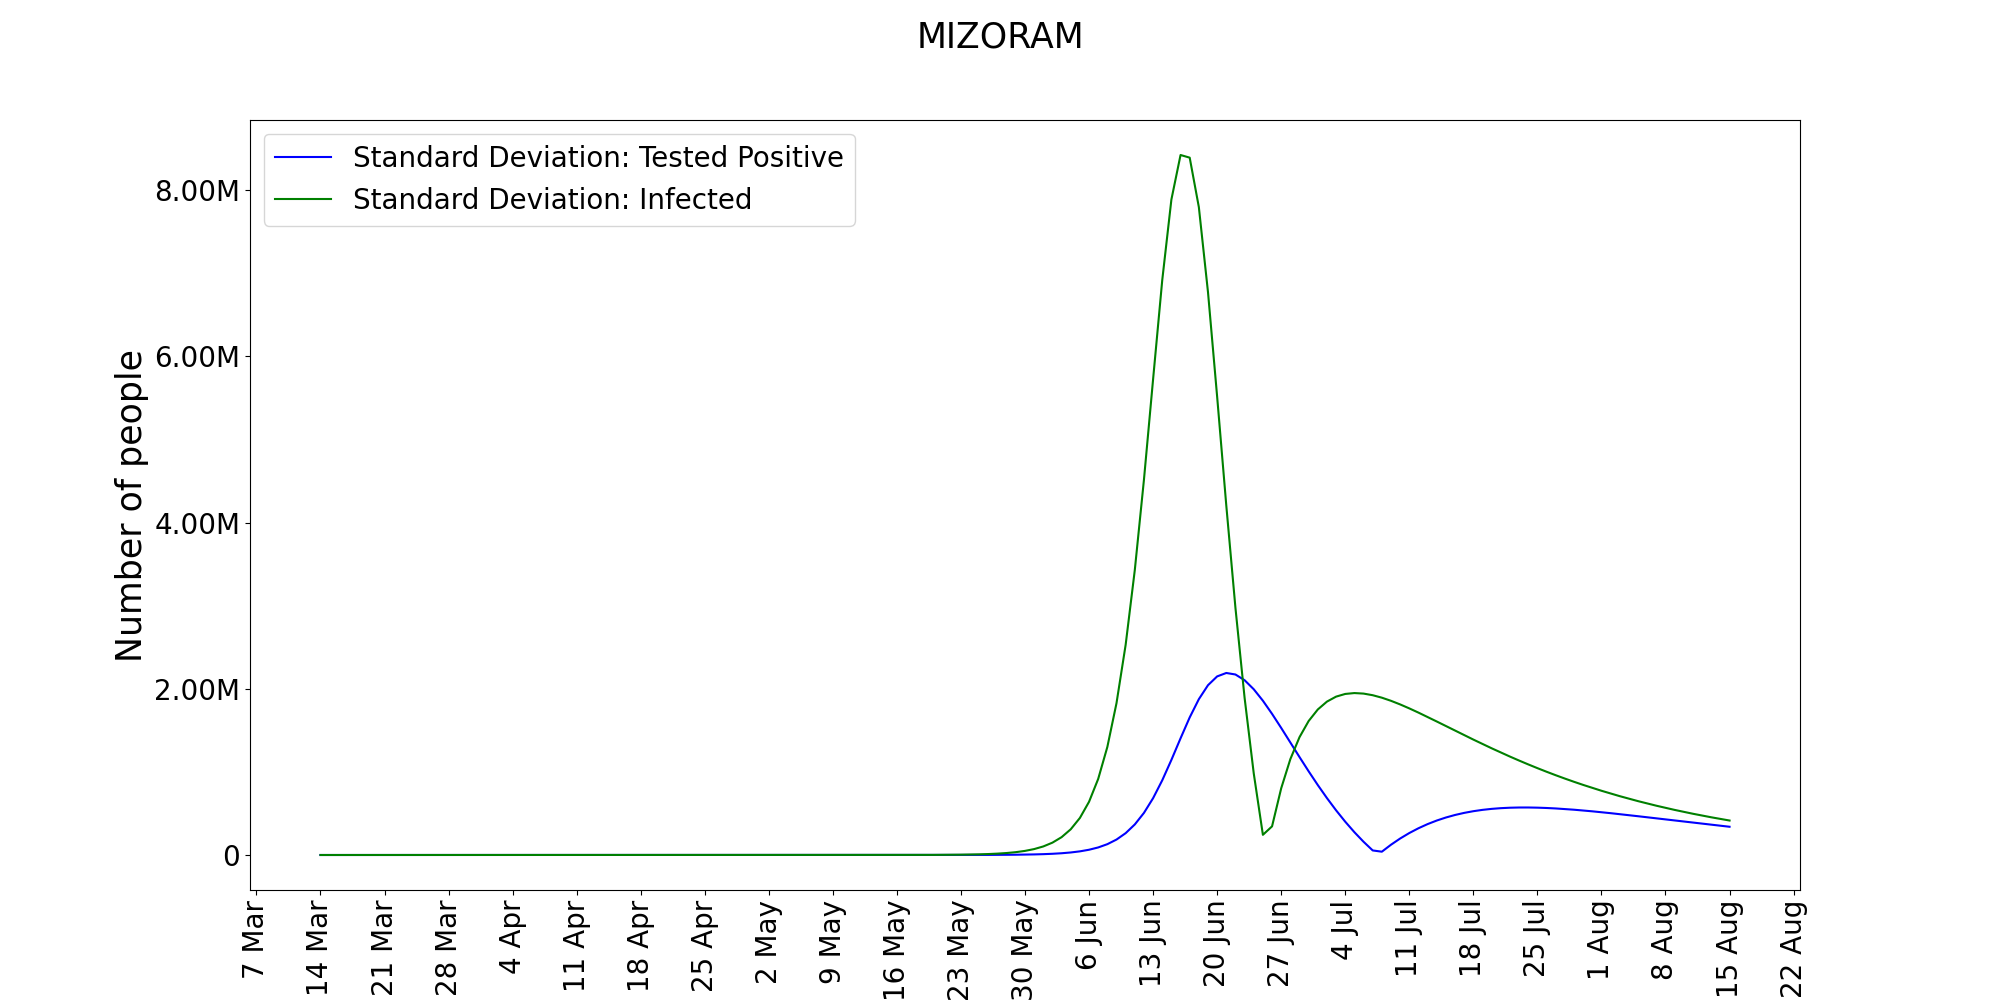 MIZORAM
Standard Deviation: Tested Positive
Standard Deviation: Infected
Number of people
8.00M
6.00M
4.00M
2.00M
0
7 Mar
14 Mar
21 Mar
28 Mar
4 Apr
11 Apr
18 Apr
25 Apr
2 May
9 May
16 May
23 May
30 May
6 Jun
13 Jun
20 Jun
27 Jun
4 Jul
11 Jul
18 Jul
25 Jul
1 Aug
8 Aug
15 Aug
22 Aug